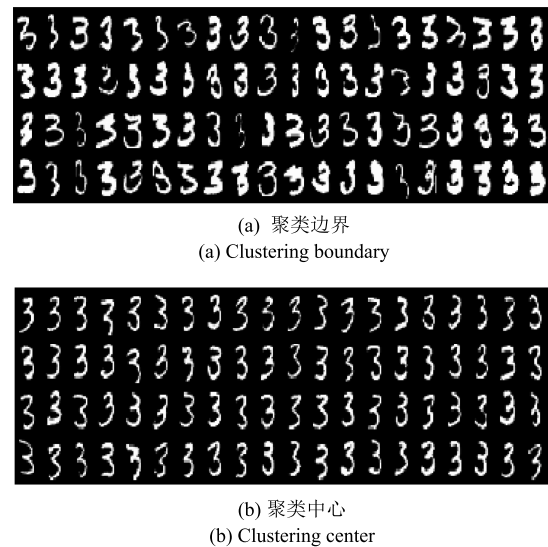 (a) 聚类边界
(a) Clustering boundary
(b) 聚类中心
(b) Clustering center